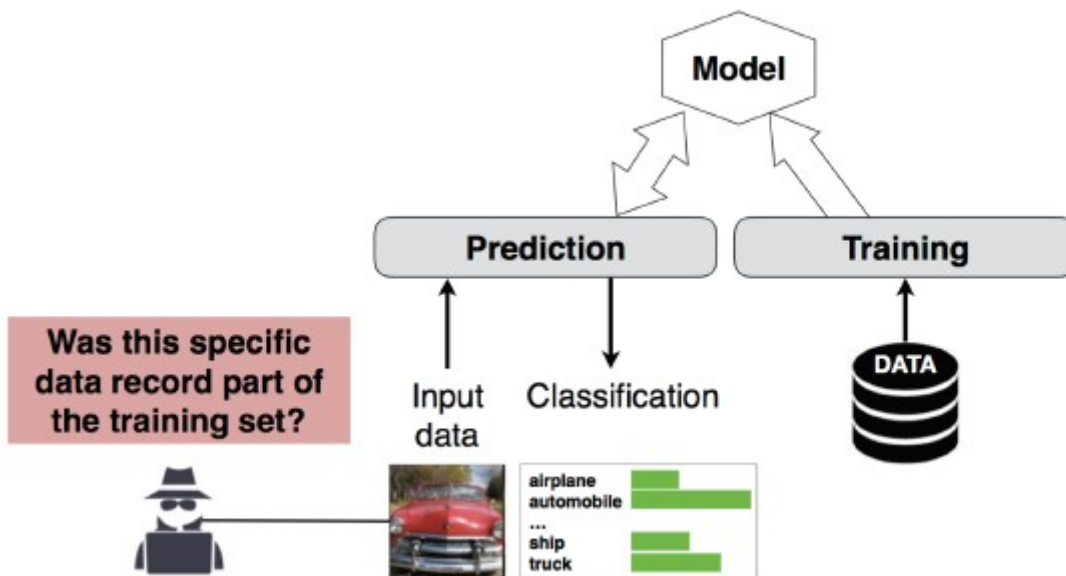 Model
Prediction
Training
Was this specific
data record part of
the training set?
Input
data
Classification
DATA
airplane
automobile
...
ship
truck